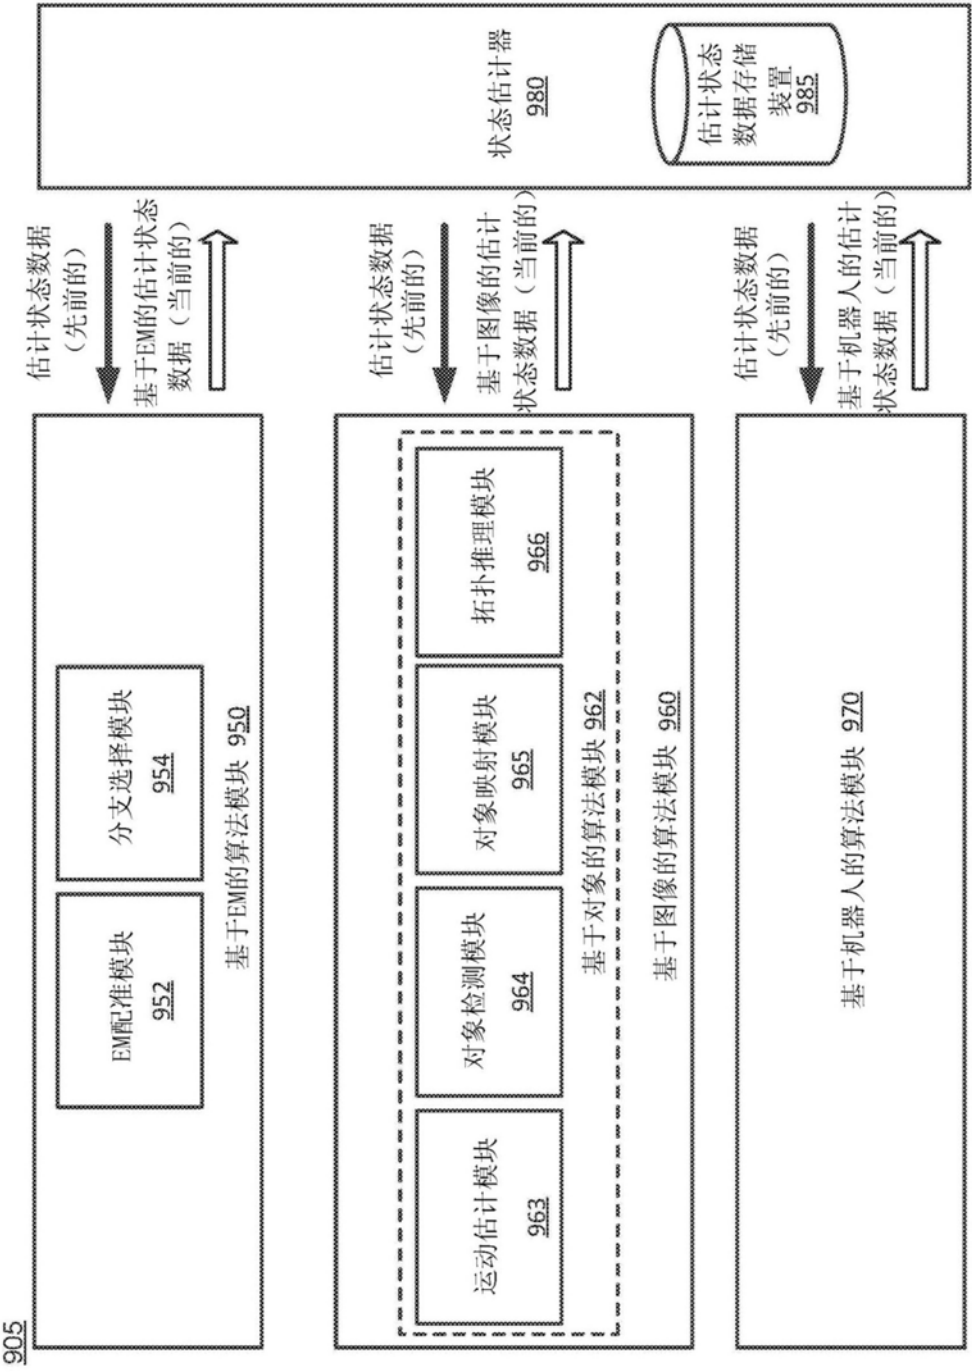 905
EM配准模块
952
分支选择模块
954
基于EM的算法模块 950
估计状态数据
（先前的）
基于EM的估计状态
数据（当前的）
运动估计模块
963
对象检测模块
964
对象映射模块
965
拓扑推理模块
966
基于对象的算法模块 962
基于图像的算法模块 960
估计状态数据
（先前的）
基于图像的估计
状态数据（当前的）
基于机器人的算法模块 970
估计状态数据
（先前的）
基于机器人的估计
状态数据（当前的）
状态估计器
980
估计状态
数据存储
装置
985